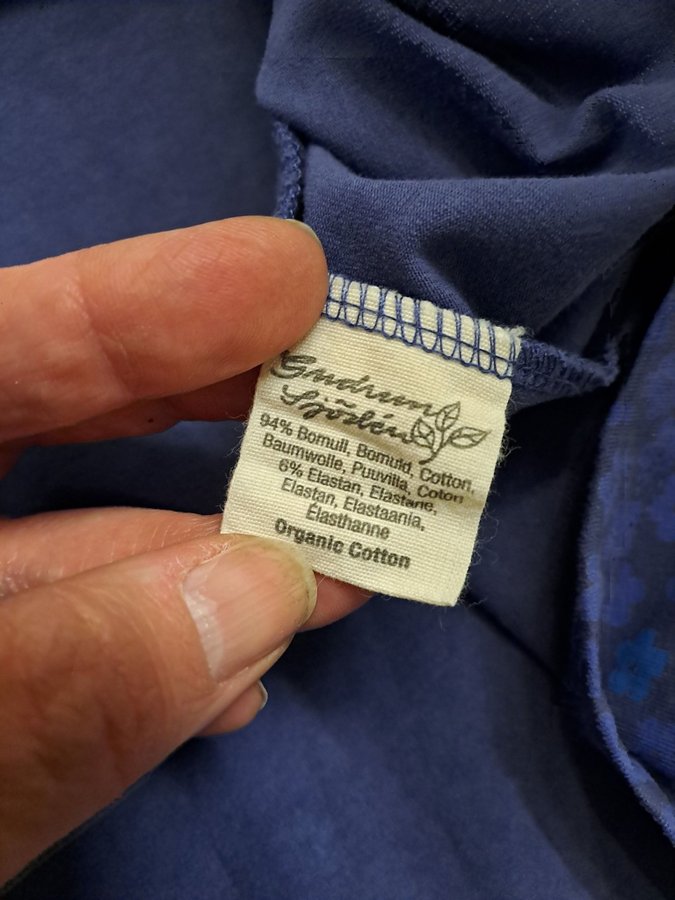 Gudrun
Sjödén
94% Bomull, Bomuld, Cotton,
Baumwolle, Puuvilla, Coton
6% Elastan, Elastane,
Elastan, Elastaania,
Élasthanne
Organic Cotton